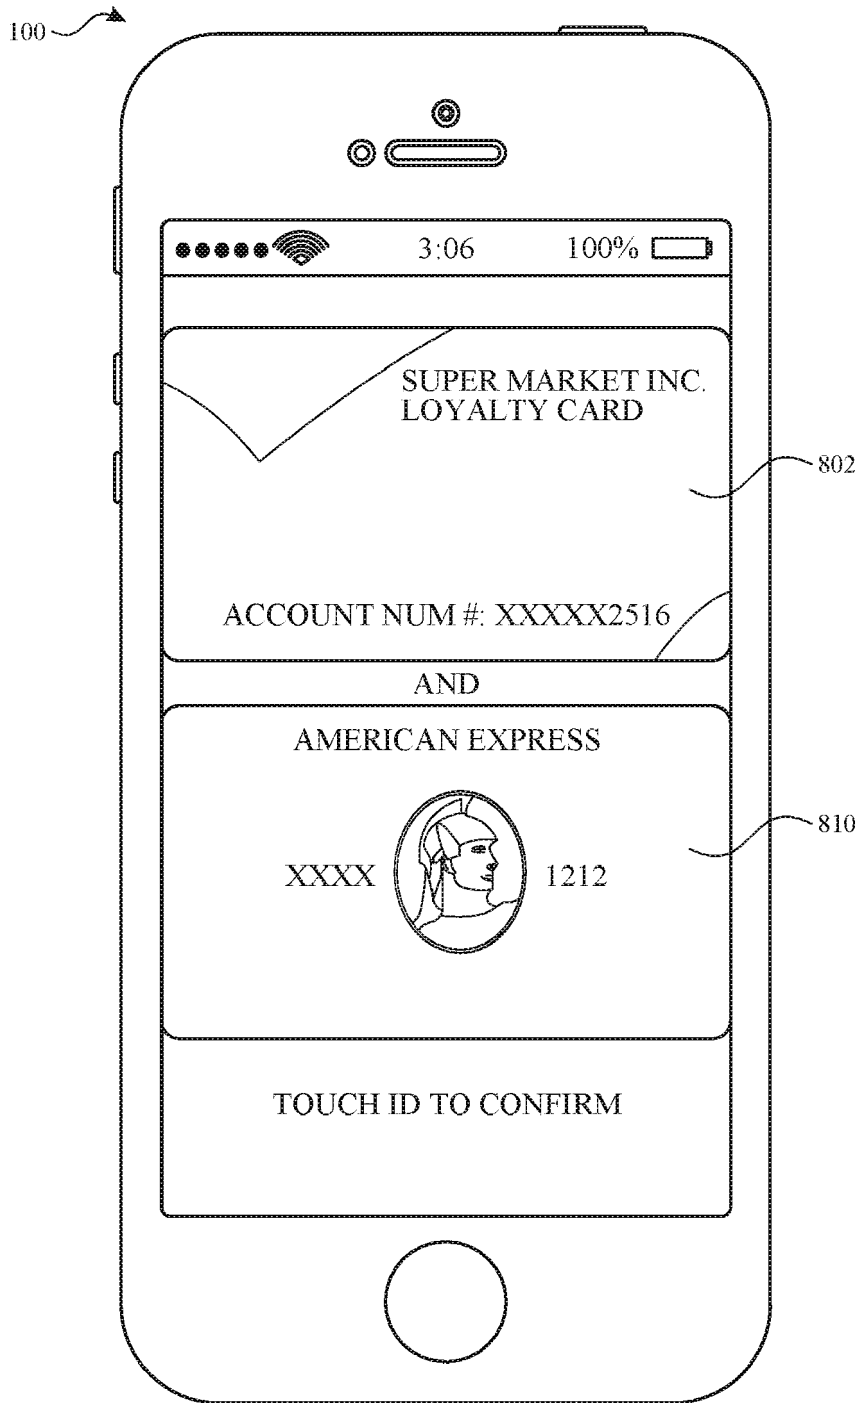 100
3:06 100%
SUPER MARKET INC.
LOYALTY CARD
802
ACCOUNT NUM #: XXXXX2516
AND
AMERICAN EXPRESS
810
XXXX 1212
TOUCH ID TO CONFIRM